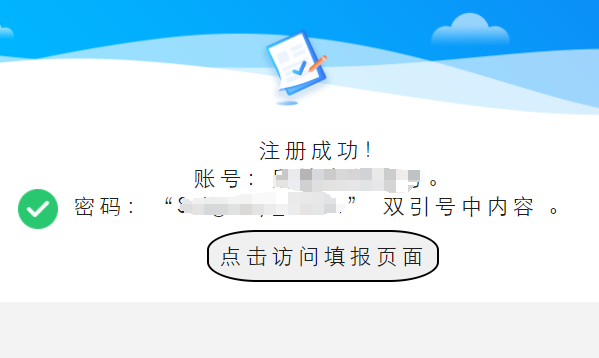 注册成功！
账号： 。
密码： “ ” 双引号中内容 。
点击访问填报页面